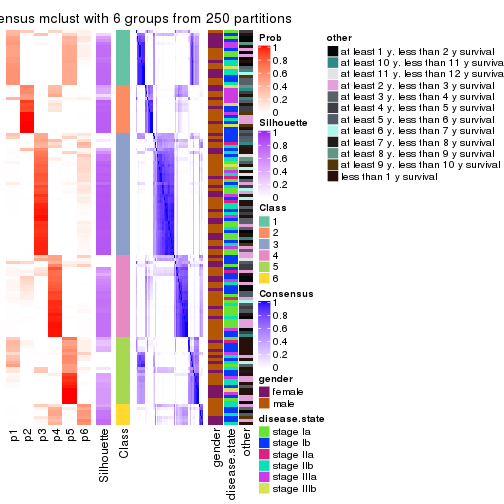 ensus mclust with 6 groups from 250 partitions
Prob
1
0.8
0.6
0.4
0.2
0
Silhouette
1
0.8
0.6
0.4
0.2
0
Class
1
2
3
4
5
6
Consensus
1
0.8
0.6
0.4
0.2
0
gender
female
male
disease.state
stage Ia
stage Ib
stage IIa
stage IIb
stage IIIa
stage IIIb
other
at least 1 y. less than 2 y survival
at least 10 y. less than 11 y survival
at least 11 y. less than 12 y surviva
at least 2 y. less than 3 y survival
at least 3 y. less than 4 y survival
at least 4 y. less than 5 y survival
at least 5 y. less than 6 y survival
at least 6 y. less than 7 y survival
at least 7 y. less than 8 y survival
at least 8 y. less than 9 y survival
at least 9 y. less than 10 y survival
less than 1 y survival
p1
p2
p3
p4
p5
p6
Silhouette
Class
gender
disease.state
other